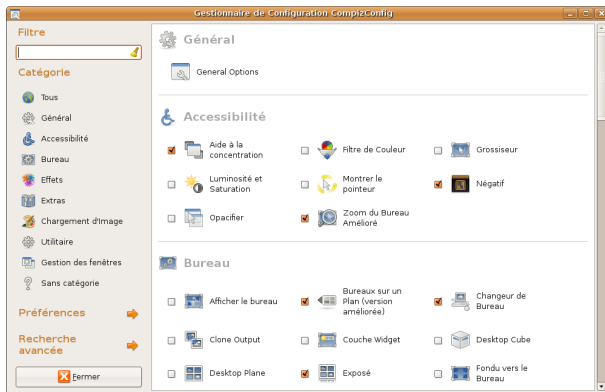 Gestionnaire de Configuration CompizConfig
Filtre
Catégorie
Tous
Général
Accessibilité
Bureau
Effets
Extras
Chargement d'Image
Utilitaire
Gestion des fenêtres
Sans catégorie
Préférences
Recherche
avancée
Fermer
Général
General Options
Accessibilité
Aide à la
concentration
Filtre de Couleur
Grossiseur
Luminosité et
Saturation
Montrer le
pointeur
Négatif
Opacifier
Zoom du Bureau
Amélioré
Bureau
Afficher le bureau
Bureaux sur un
Plan (version
améliorée)
Changeur de
Bureau
Clone Output
Couche Widget
Desktop Cube
Desktop Plane
Exposé
Fondu vers le
Bureau